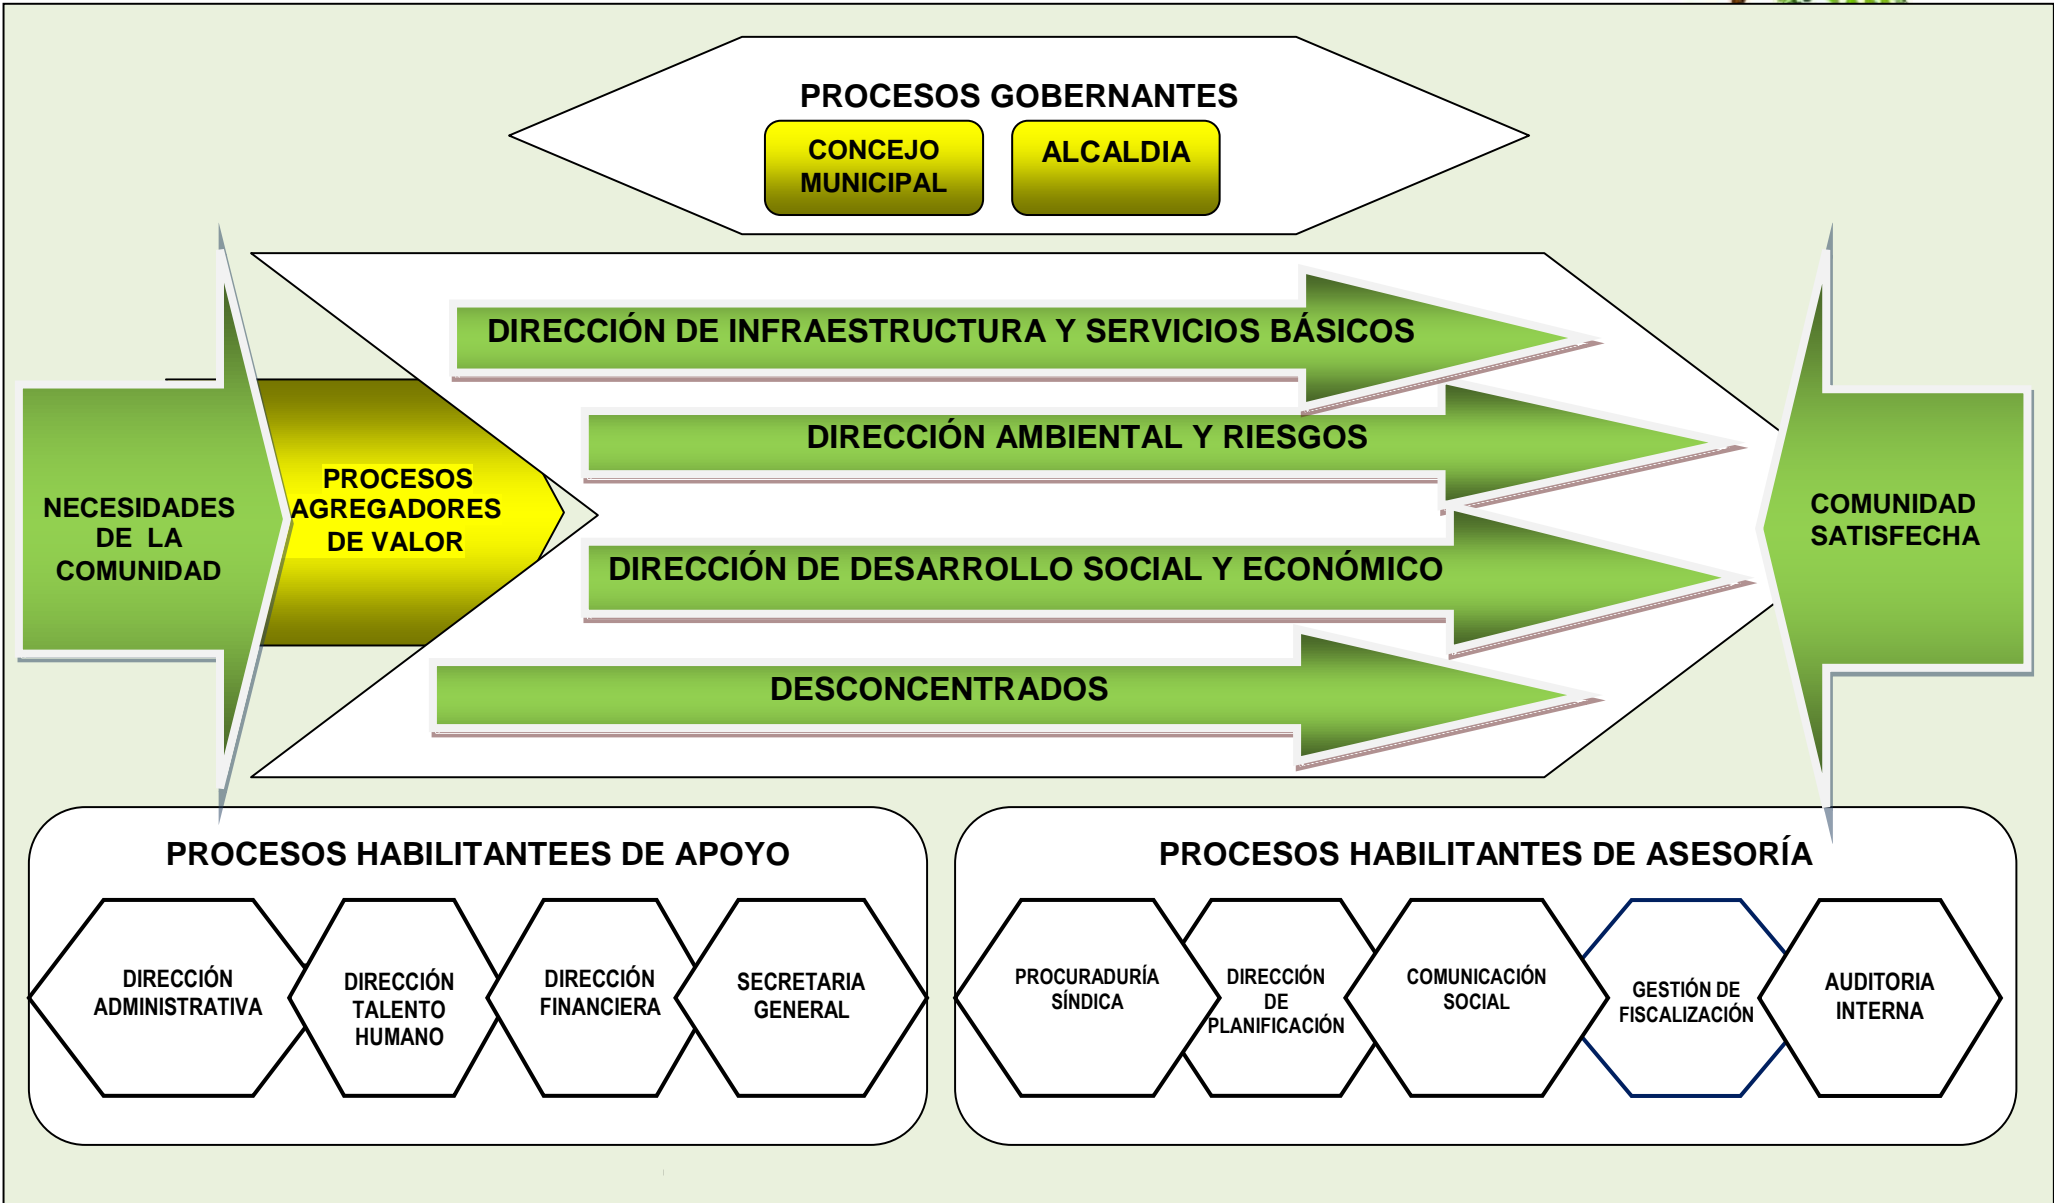 PROCESOS GOBERNANTES
CONCEJO
MUNICIPAL
ALCALDIA
DIRECCIÓN DE INFRAESTRUCTURA Y SERVICIOS BÁSICOS
DIRECCIÓN AMBIENTAL Y RIESGOS
NECESIDADES
DE LA
COMUNIDAD
PROCESOS
AGREGADORES
DE VALOR
COMUNIDAD
SATISFECHA
DIRECCIÓN DE DESARROLLO SOCIAL Y ECONÓMICO
DESCONCENTRADOS
PROCESOS HABILITANTEES DE APOYO
DIRECCIÓN
ADMINISTRATIVA
DIRECCIÓN
TALENTO
HUMANO
DIRECCIÓN
FINANCIERA
SECRETARIA
GENERAL
PROCESOS HABILITANTES DE ASESORÍA
PROCURADURÍA
SÍNDICA
DIRECCIÓN
DE
PLANIFICACIÓN
COMUNICACIÓN
SOCIAL
GESTIÓN DE
FISCALIZACIÓN
AUDITORIA
INTERNA